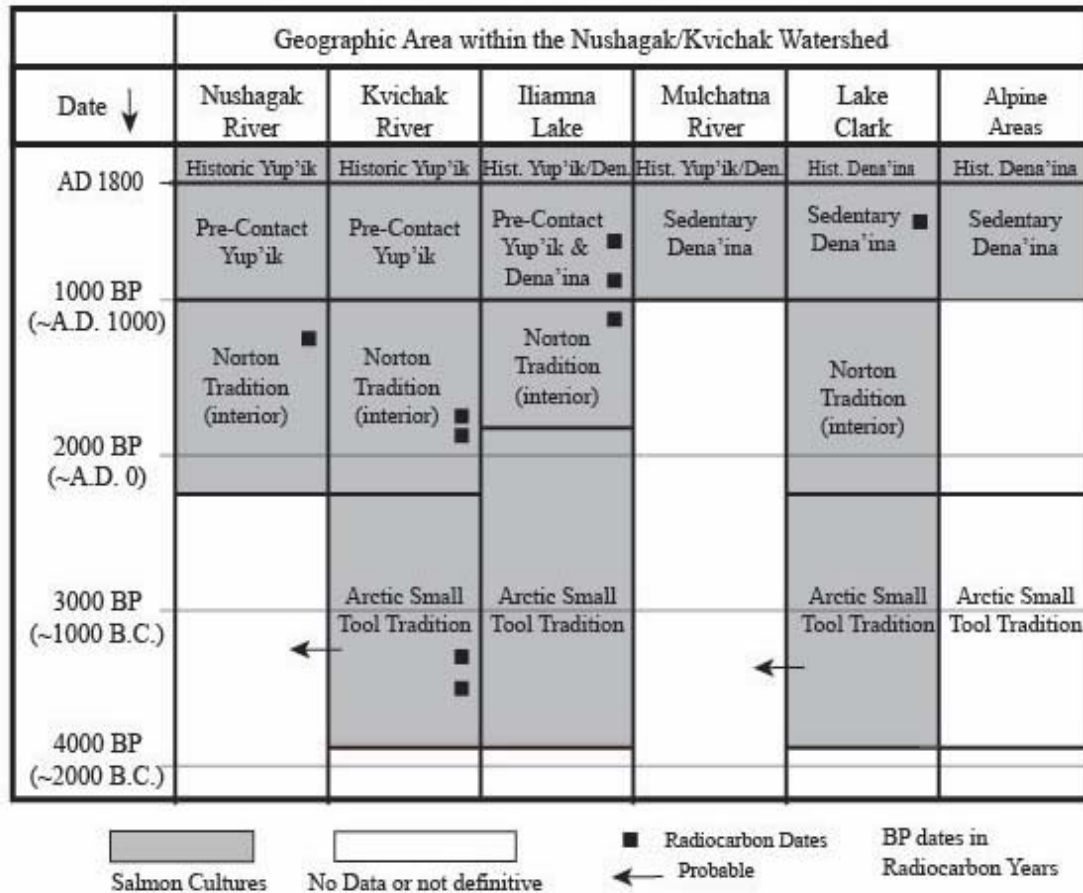 Geographic Area within the Nushagak/Kvichak Watershed
Date
Nushagak
River
Kvichak
River
Iliamna
Lake
Mulchatna
River
Lake
Clark
Alpine
Areas
Historic Yup'ik
Historic Yup'ik
Hist. Yup'ik/Den.
Hist. Yup'ik/Den.
Hist. Dena'ina
Hist. Dena'ina
AD 1800
Pre-Contact
Yup'ik
Pre-Contact
Yup'ik
Pre-Contact
Yup'ik &
Dena'ina
Sedentary
Dena'ina
Sedentary
Dena'ina
Sedentary
Dena'ina
1000 BP
(~A.D. 1000)
Norton
Tradition
(interior)
Norton
Tradition
(interior)
Norton
Tradition
(interior)
Norton
Tradition
(interior)
2000 BP
(~A.D. 0)
3000 BP
(~1000 B.C.)
Arctic Small
Tool Tradition
Arctic Small
Tool Tradition
Arctic Small
Tool Tradition
Arctic Small
Tool Tradition
4000 BP
(~2000 B.C.)
Salmon Cultures
No Data or not definitive
Radiocarbon Dates
Probable
BP dates in
Radiocarbon Years